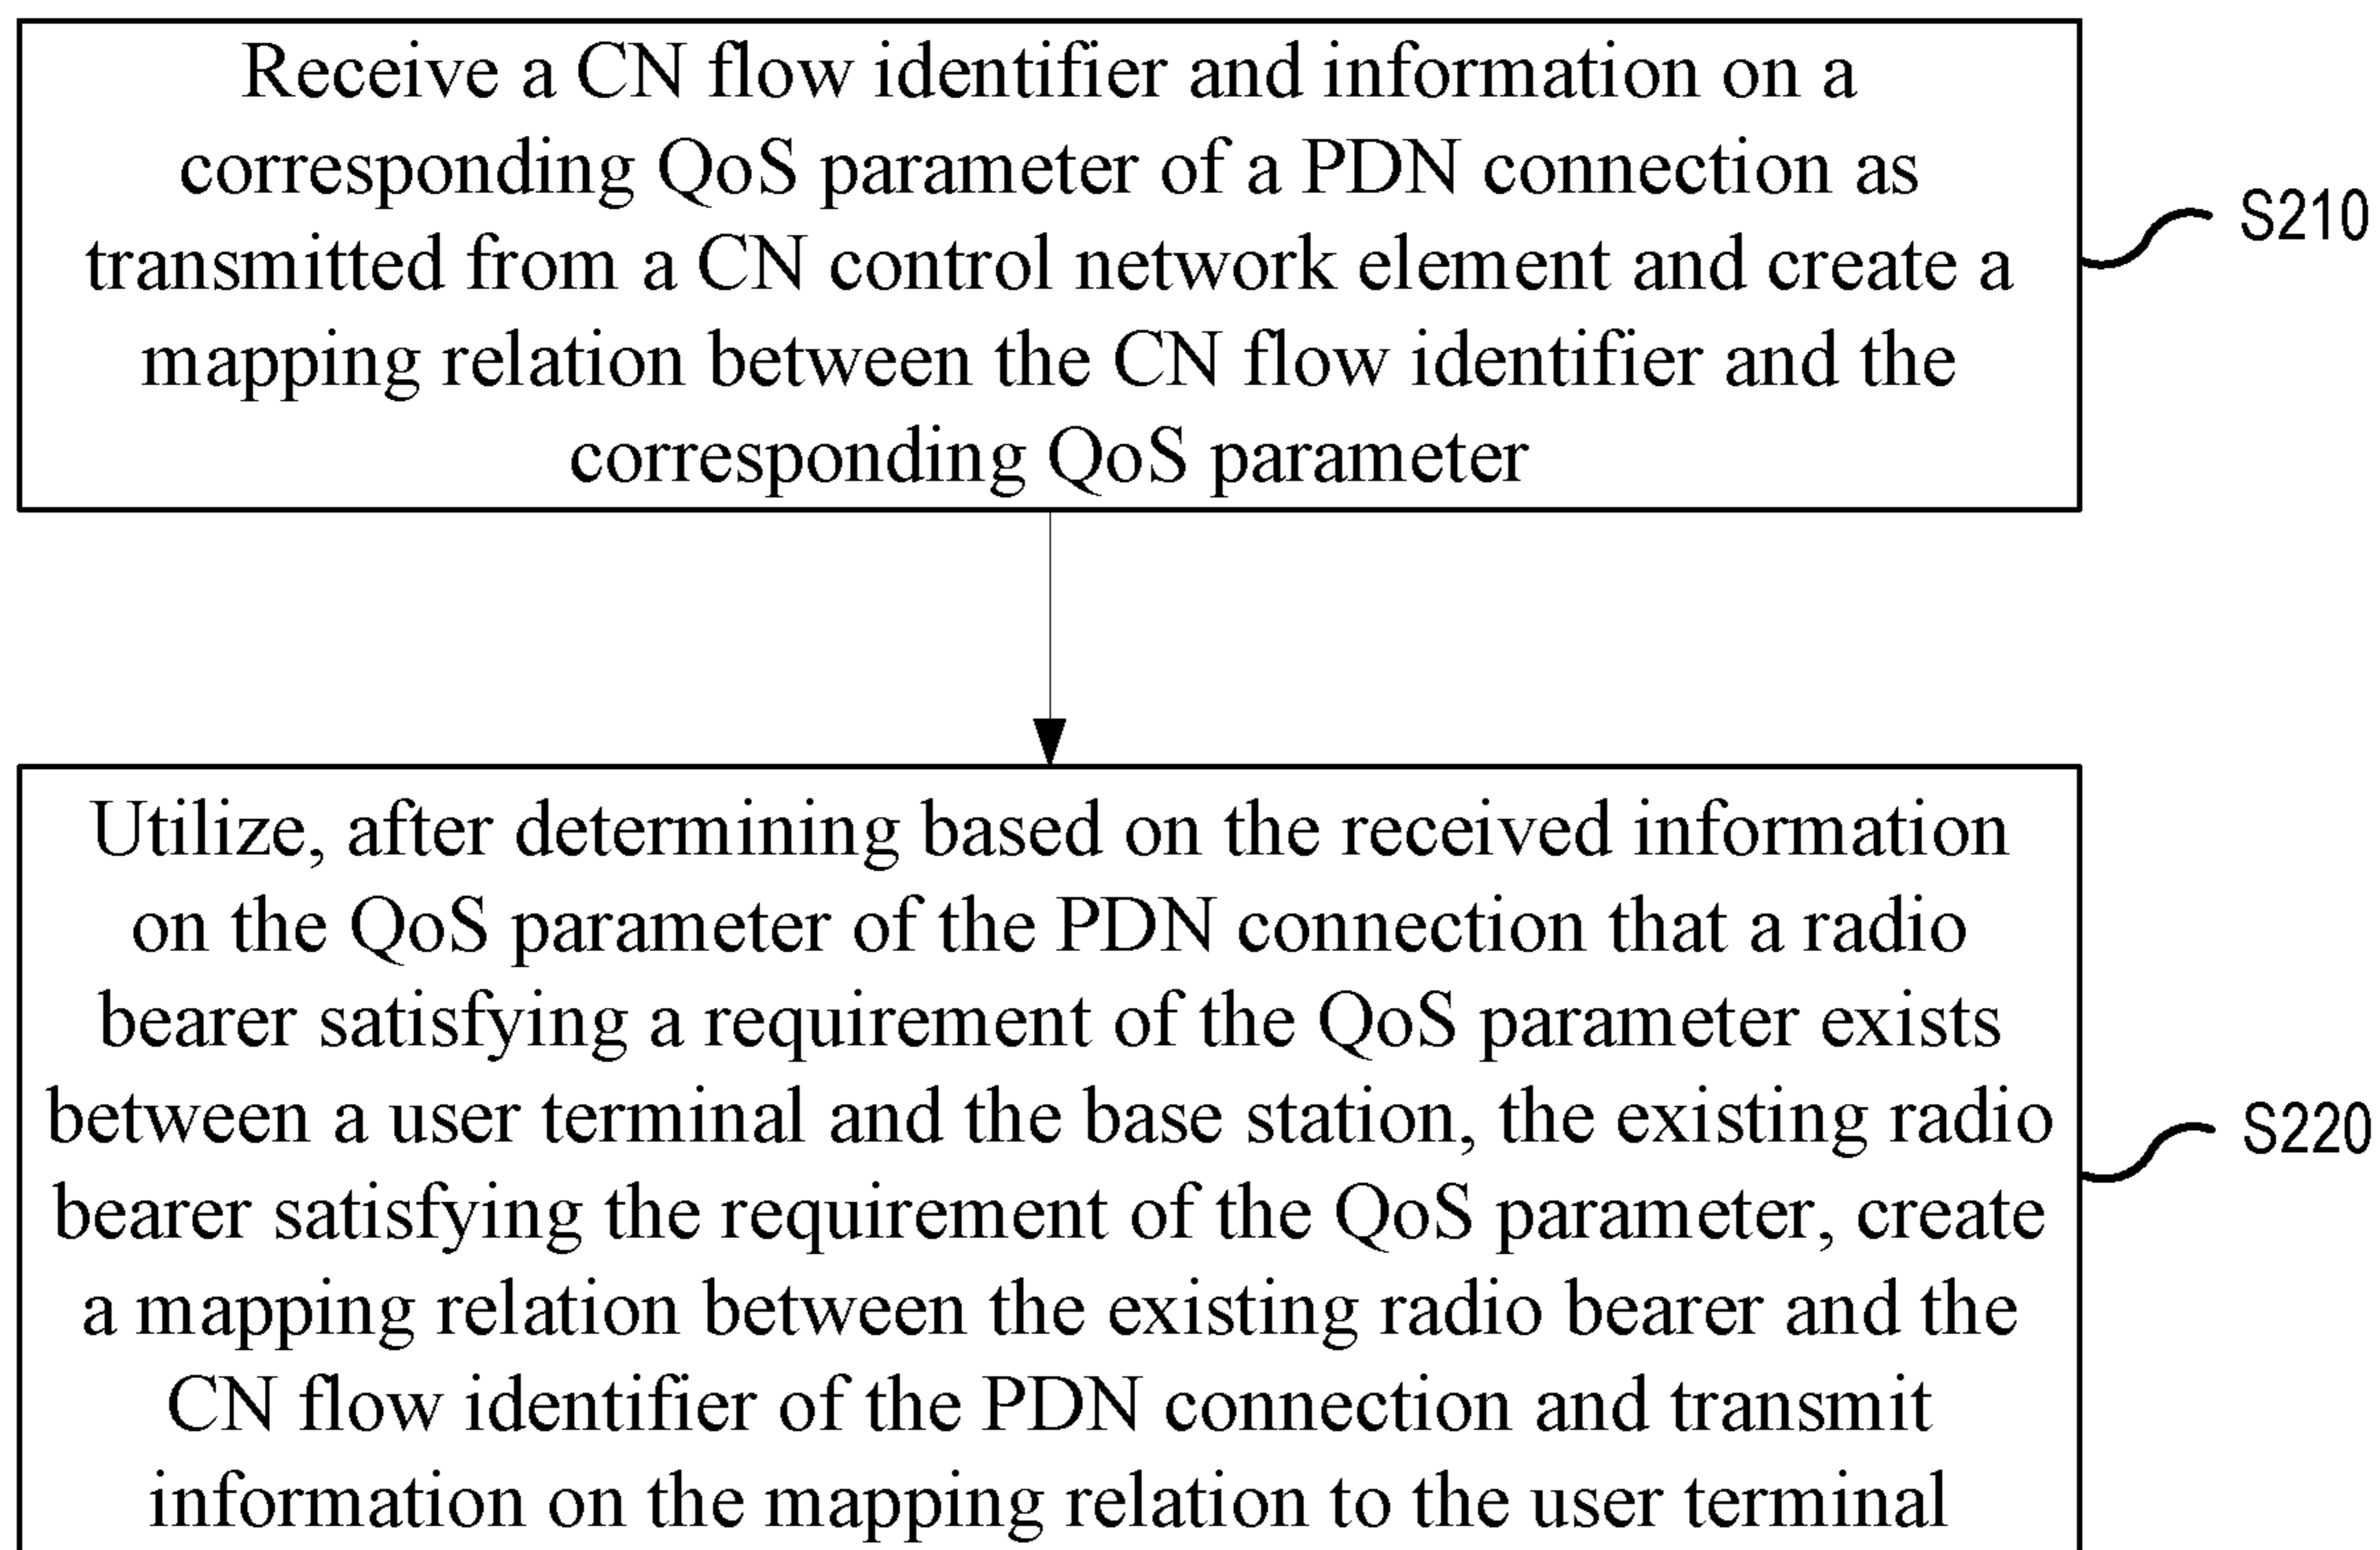 Receive a CN flow identifier and information on a
corresponding QoS parameter of a PDN connection as
transmitted from a CN control network element and create a
mapping relation between the CN flow identifier and the
corresponding QoS parameter
S210
Utilize, after determining based on the received information
on the QoS parameter of the PDN connection that a radio
bearer satisfying a requirement of the QoS parameter exists
between a user terminal and the base station, the existing radio
bearer satisfying the requirement of the QoS parameter, create
a mapping relation between the existing radio bearer and the
CN flow identifier of the PDN connection and transmit
information on the mapping relation to the user terminal
S220